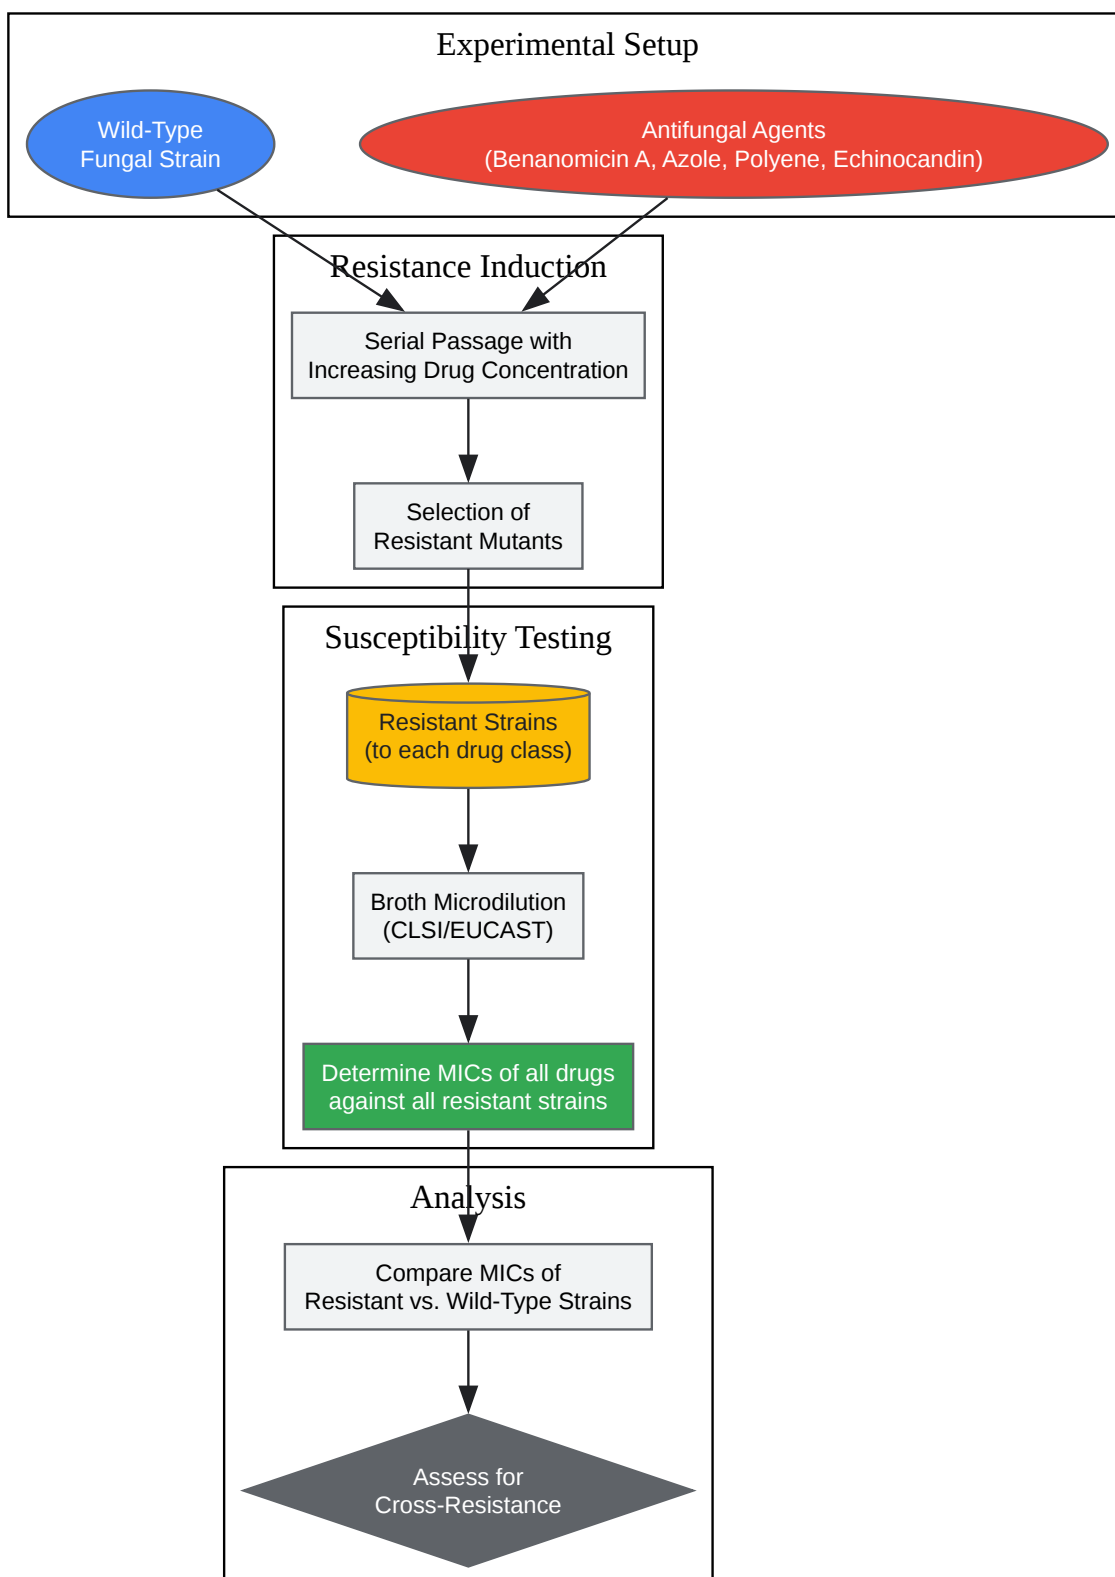 Experimental Setup
Wild-Type
Fungal Strain
Antifungal Agents
(Benanomicin A, Azole, Polyene, Echinocandin)
Resistance Induction
Serial Passage with
Increasing Drug Concentration
Selection of
Resistant Mutants
Susceptibility Testing
Resistant Strains
(to each drug class)
Broth Microdilution
(CLSI/EUCAST)
Determine MICs of all drugs
against all resistant strains
Analysis
Compare MICs of
Resistant vs. Wild-Type Strains
Assess for
Cross-Resistance